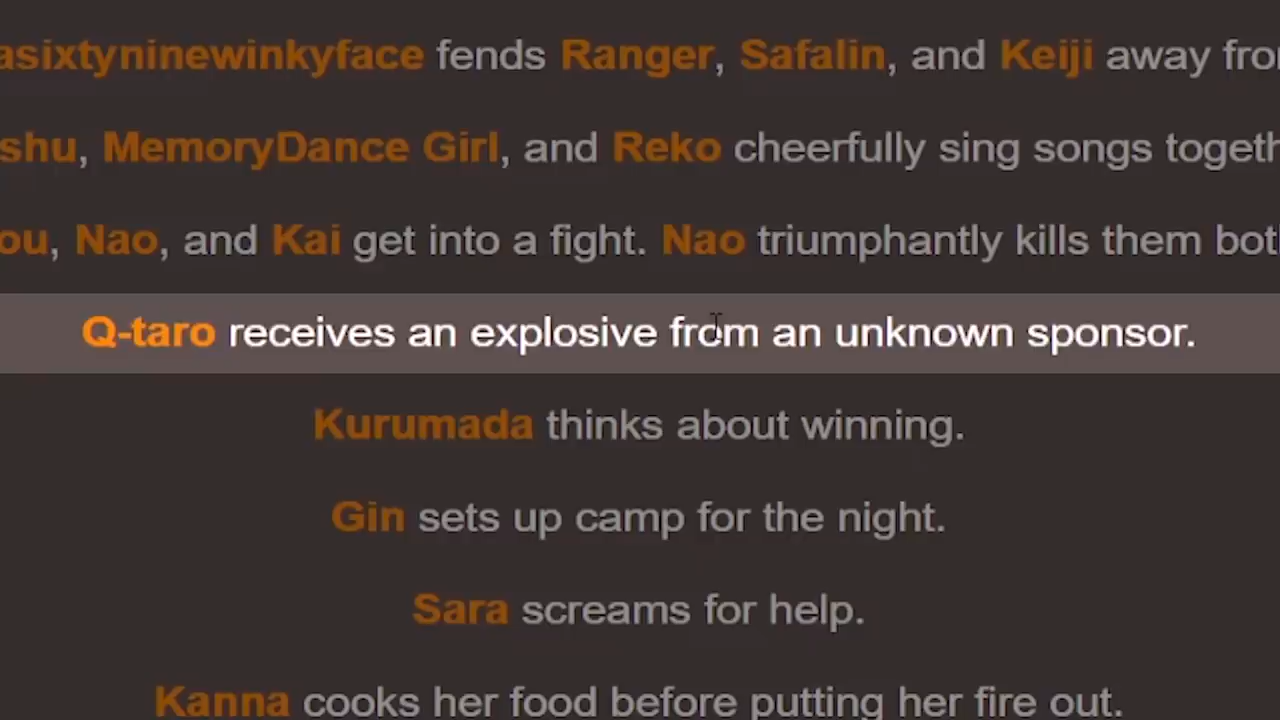 asixtyninewinkyface fends Ranger, Safalin, and Keiji away fro
shu, MemoryDance Girl, and Reko cheerfully sing songs togeth
ou, Nao, and Kai get into a fight. Nao triumphantly kills them bot
Q-taro receives an explosive from an unknown sponsor.
Kurumada thinks about winning.
Gin sets up camp for the night.
Sara screams for help.
Kanna cooks her food before putting her fire out.